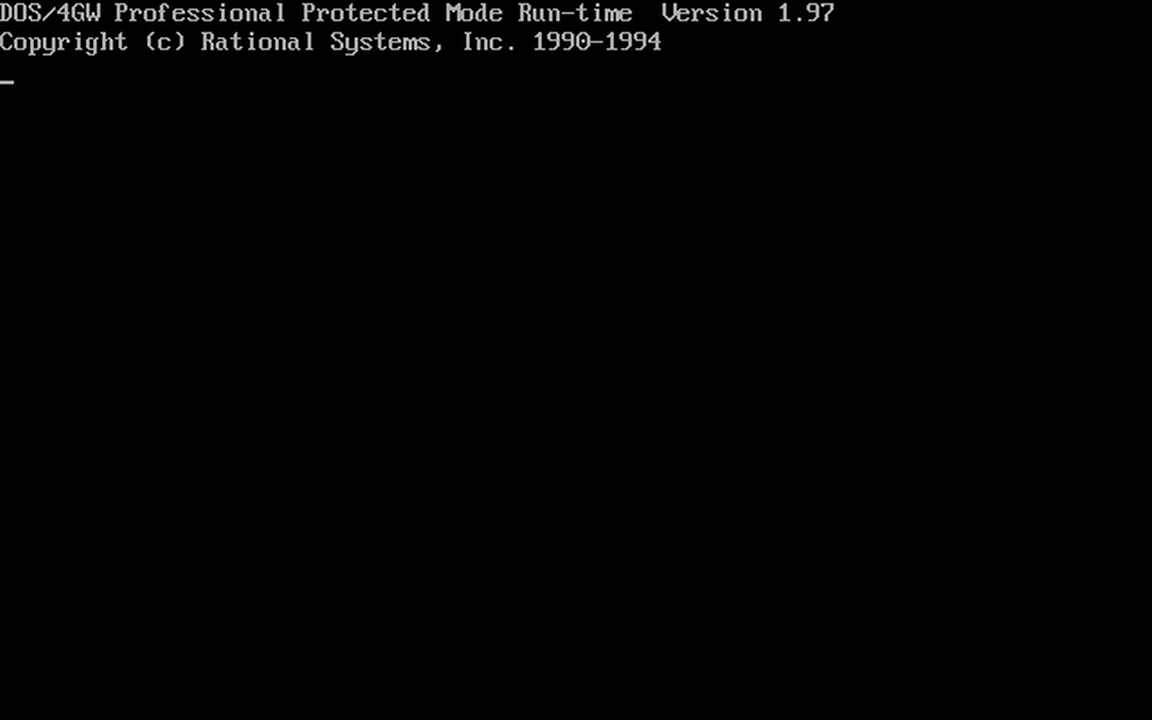 DOS/4GW Professional Protected Mode Run-time  Version 1.97
Copyright (c) Rational Systems, Inc. 1990-1994